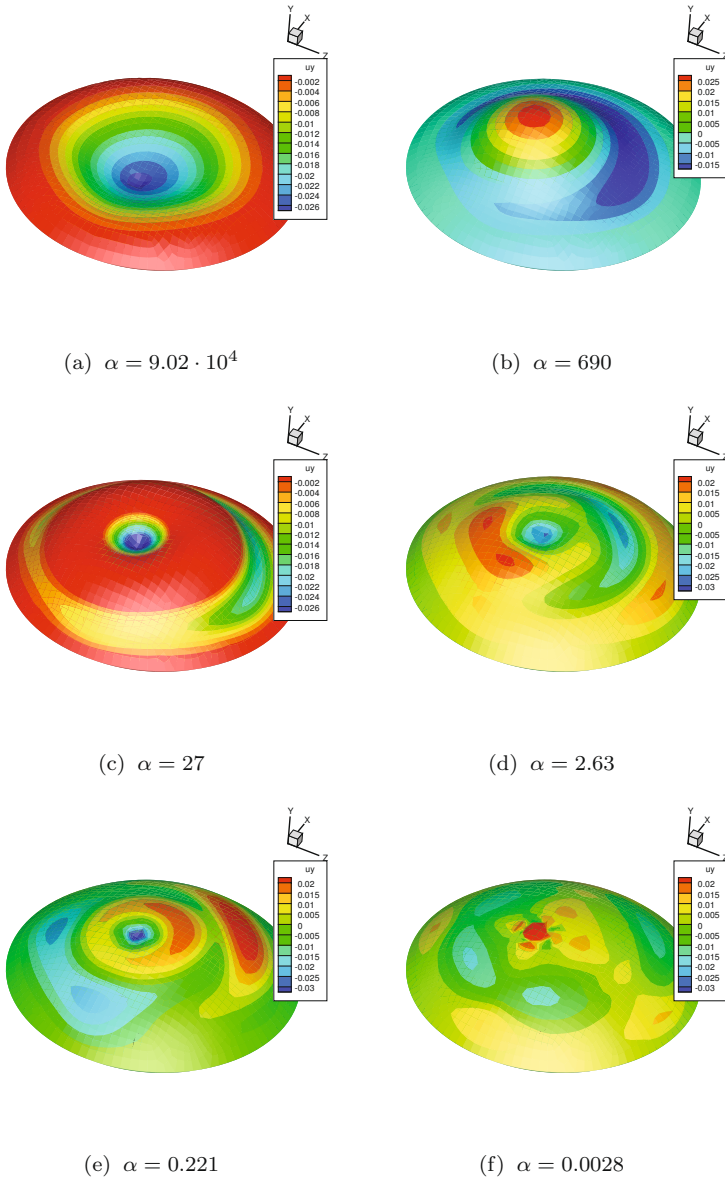 Y
X
Z
uy
-0.002
-0.004
-0.006
-0.008
-0.01
-0.012
-0.014
-0.016
-0.018
-0.02
-0.022
-0.024
-0.026
(a) α = 9.02 · 10⁴
Y
X
Z
uy
0.025
0.02
0.015
0.01
0.005
0
-0.005
-0.01
-0.015
(b) α = 690
Y
X
Z
uy
-0.002
-0.004
-0.006
-0.008
-0.01
-0.012
-0.014
-0.016
-0.018
-0.02
-0.022
-0.024
-0.026
(c) α = 27
Y
X
Z
uy
0.02
0.015
0.01
0.005
0
-0.005
-0.01
-0.015
-0.02
-0.025
-0.03
(d) α = 2.63
Y
X
Z
uy
0.02
0.015
0.01
0.005
0
-0.005
-0.01
-0.015
-0.02
-0.025
-0.03
(e) α = 0.221
Y
X
Z
uy
0.02
0.015
0.01
0.005
0
-0.005
-0.01
-0.015
-0.02
-0.025
-0.03
(f) α = 0.0028